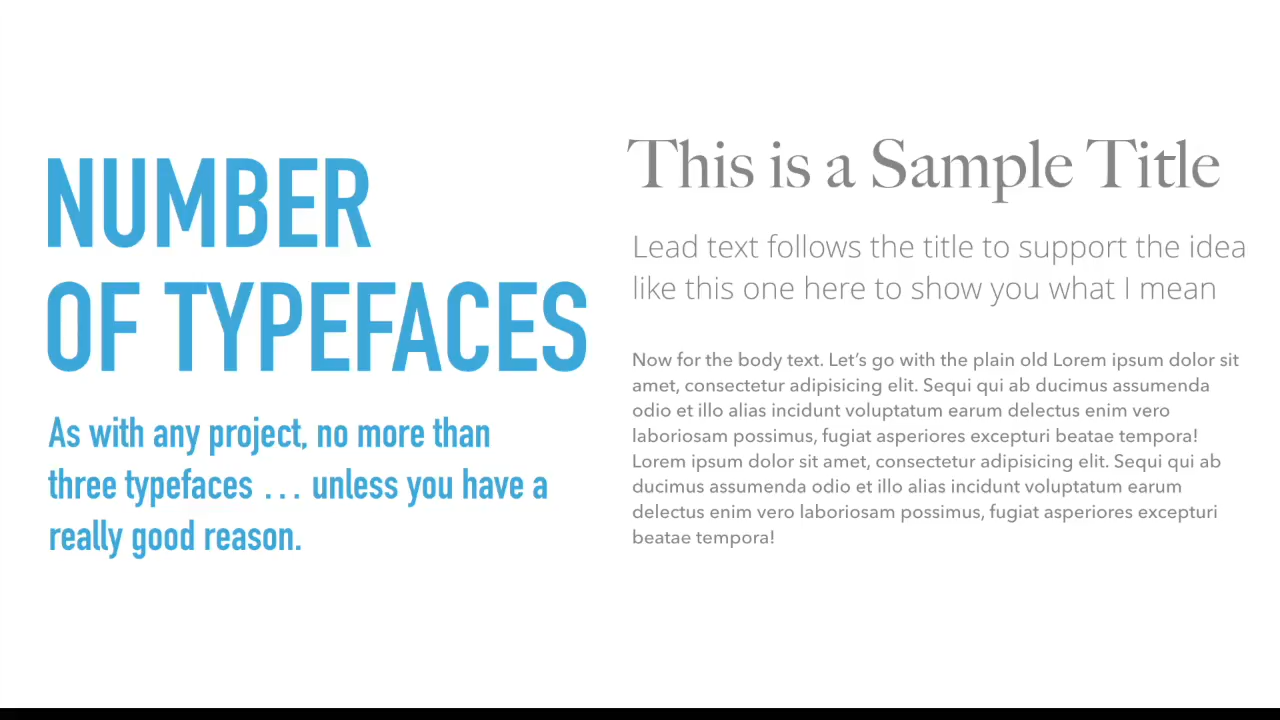 NUMBER
OF TYPEFACES
As with any project, no more than
three typefaces … unless you have a
really good reason.
This is a Sample Title
Lead text follows the title to support the idea
like this one here to show you what I mean
Now for the body text. Let’s go with the plain old Lorem ipsum dolor sit
amet, consectetur adipisicing elit. Sequi qui ab ducimus assumenda
odio et illo alias incidunt voluptatum earum delectus enim vero
laboriosam possimus, fugiat asperiores excepturi beatae tempora!
Lorem ipsum dolor sit amet, consectetur adipisicing elit. Sequi qui ab
ducimus assumenda odio et illo alias incidunt voluptatum earum
delectus enim vero laboriosam possimus, fugiat asperiores excepturi
beatae tempora!